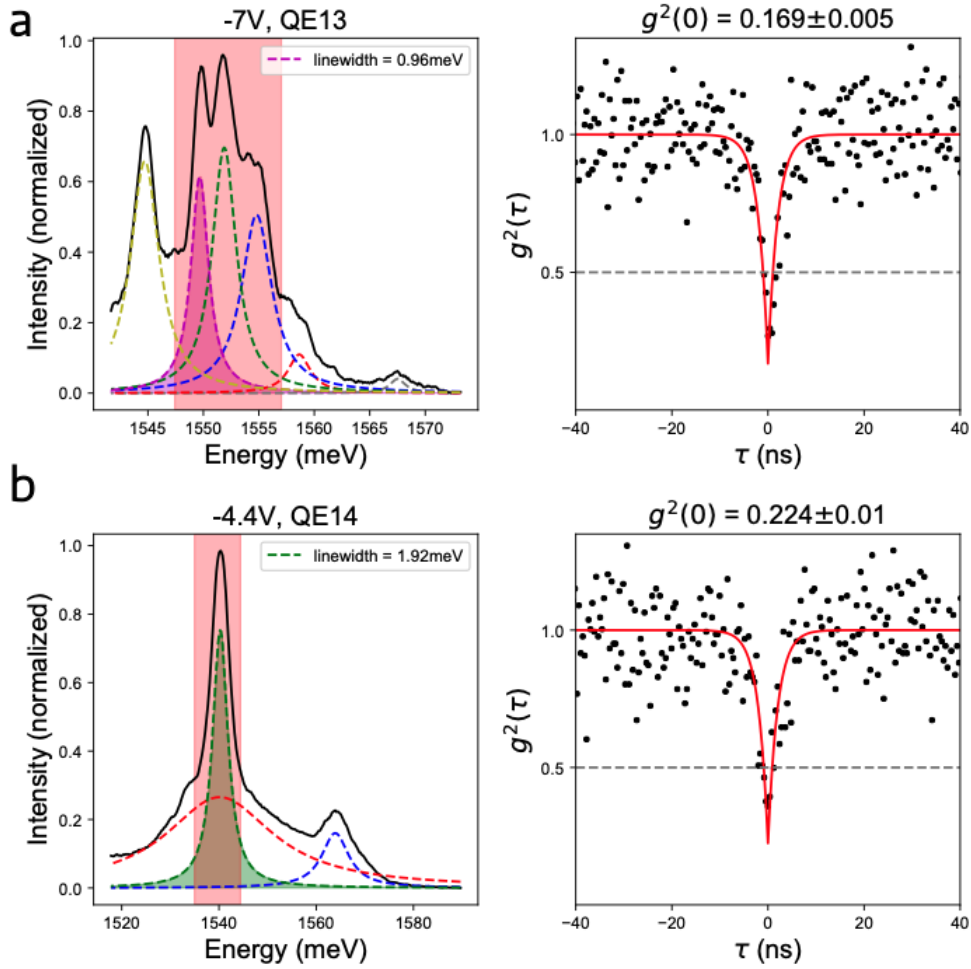 a
-7V, QE13
linewidth = 0.96meV
Intensity (normalized)
1.0
0.8
0.6
0.4
0.2
0.0
1545 1550 1555 1560 1565 1570
Energy (meV)
g²(0) = 0.169±0.005
g²(τ)
1.0
0.5
−40 −20 0 20 40
τ (ns)
b
-4.4V, QE14
linewidth = 1.92meV
Intensity (normalized)
1.0
0.8
0.6
0.4
0.2
0.0
1520 1540 1560 1580
Energy (meV)
g²(0) = 0.224±0.01
g²(τ)
1.0
0.5
−40 −20 0 20 40
τ (ns)